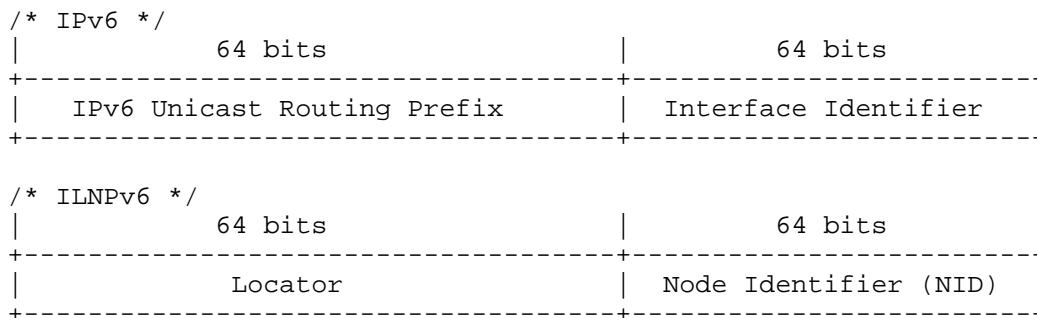 /* IPv6 */
| 64 bits | 64 bits
+-------------------------------------+--------------------------
| IPv6 Unicast Routing Prefix | Interface Identifier
+-------------------------------------+--------------------------
/* ILNPv6 */
| 64 bits | 64 bits
+-------------------------------------+--------------------------
| Locator | Node Identifier (NID)
+-------------------------------------+--------------------------